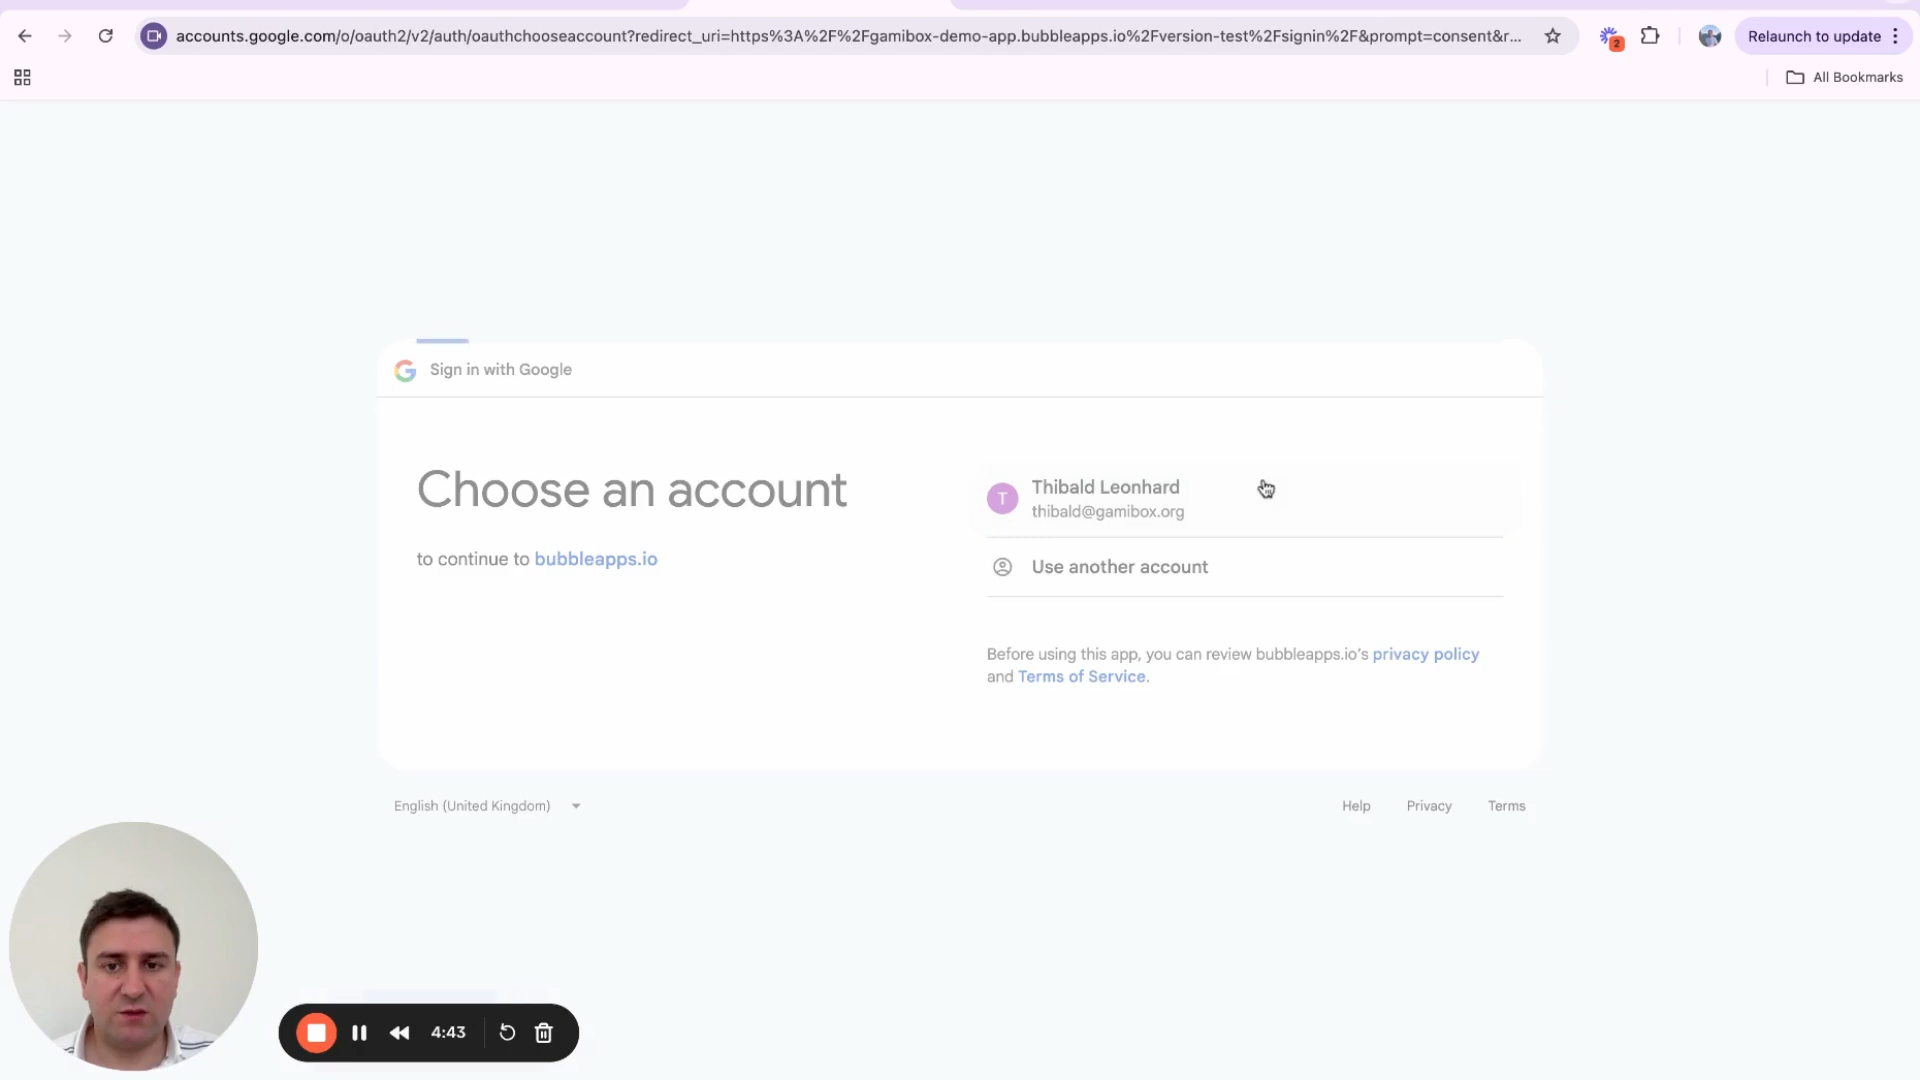 accounts.google.com/o/oauth2/v2/auth/oauthchooseaccount?redirect_uri=https%3A%2F%2Fgamibox-demo-app.bubbleapps.io%2Fversion-test%2Fsignin%2F&prompt=consent&r...
2
Relaunch to update
All Bookmarks
Sign in with Google
Choose an account
to continue to bubbleapps.io
T
Thibald Leonhard
thibald@gamibox.org
Use another account
Before using this app, you can review bubbleapps.io's privacy policy
and Terms of Service.
English (United Kingdom)
Help
Privacy
Terms
4:43